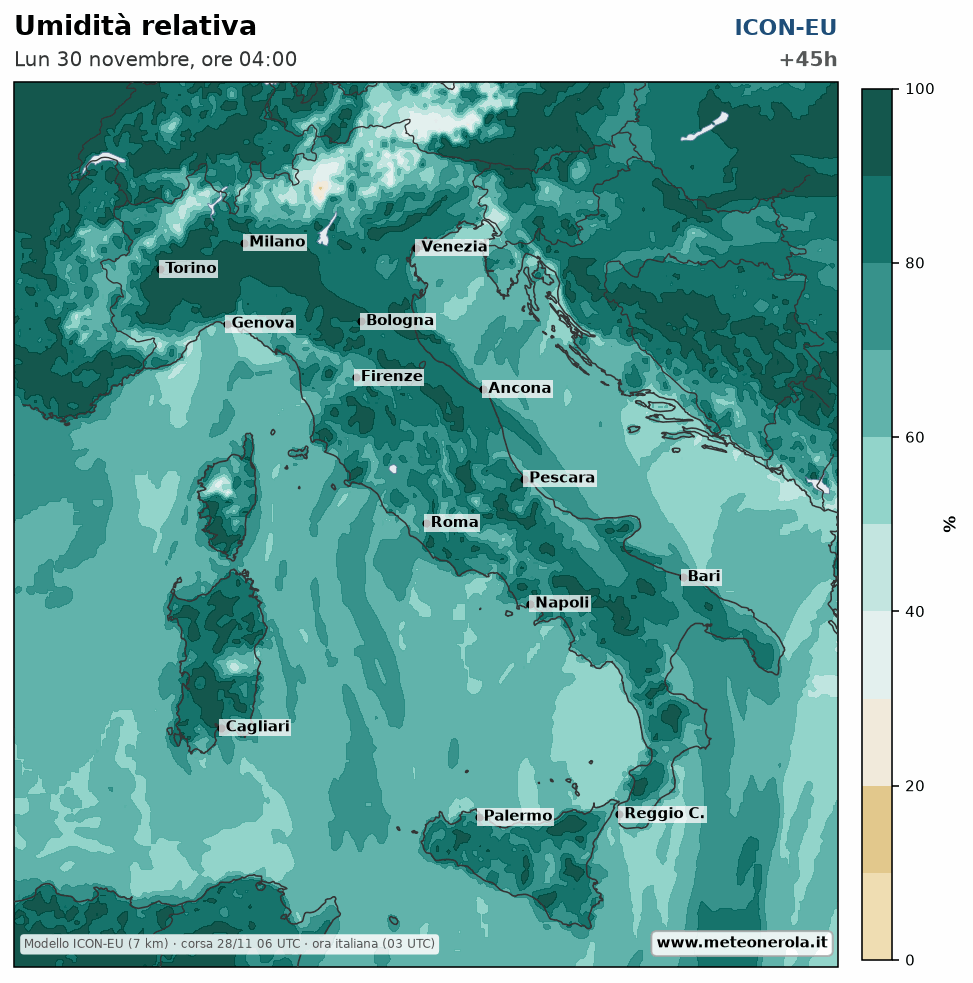 Umidità relativa
ICON-EU
Lun 30 novembre, ore 04:00
+45h
100
80
60
40
20
0
%
Milano
Venezia
Torino
Genova
Bologna
Firenze
Ancona
Pescara
Roma
Bari
Napoli
Cagliari
Palermo
Reggio C.
Modello ICON-EU (7 km) · corsa 28/11 06 UTC · ora italiana (03 UTC)
www.meteonerola.it